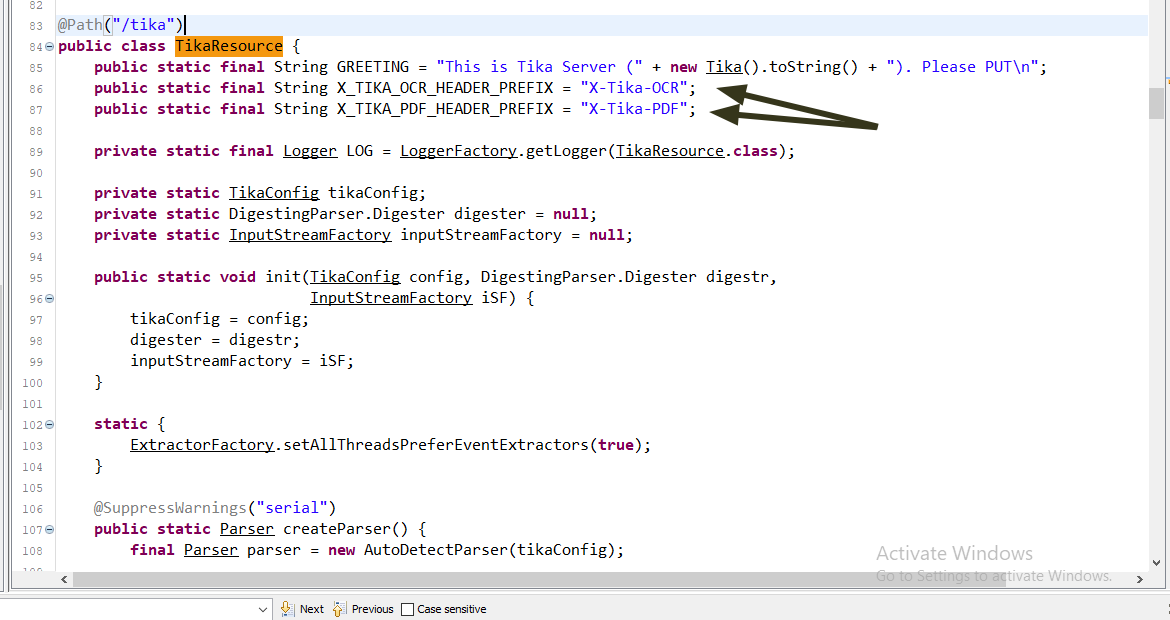 82
83 @Path("/tika")
84 public class TikaResource {
85 public static final String GREETING = "This is Tika Server (" + new Tika().toString() + "). Please PUT\n";
86 public static final String X_TIKA_OCR_HEADER_PREFIX = "X-Tika-OCR";
87 public static final String X_TIKA_PDF_HEADER_PREFIX = "X-Tika-PDF";
88
89 private static final Logger LOG = LoggerFactory.getLogger(TikaResource.class);
90
91 private static TikaConfig tikaConfig;
92 private static DigestingParser.Digester digester = null;
93 private static InputStreamFactory inputStreamFactory = null;
94
95 public static void init(TikaConfig config, DigestingParser.Digester digestr,
96 InputStreamFactory iSF) {
97 tikaConfig = config;
98 digester = digestr;
99 inputStreamFactory = iSF;
100 }
101
102 static {
103 ExtractorFactory.setAllThreadsPreferEventExtractors(true);
104 }
105
106 @SuppressWarnings("serial")
107 public static Parser createParser() {
108 final Parser parser = new AutoDetectParser(tikaConfig);
Activate Windows
Go to Settings to activate Windows.
Next Previous Case sensitive